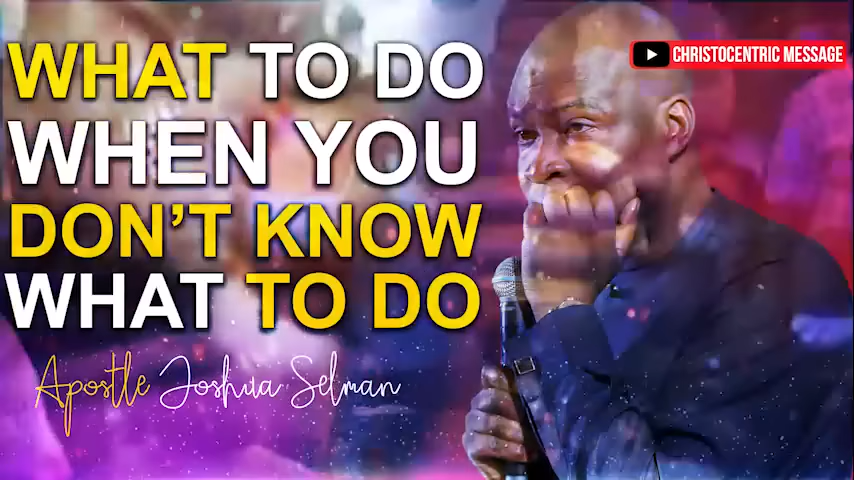 WHAT TO DO
WHEN YOU
DON'T KNOW
WHAT TO DO
Apostle Joshua Selman
CHRISTOCENTRIC MESSAGE